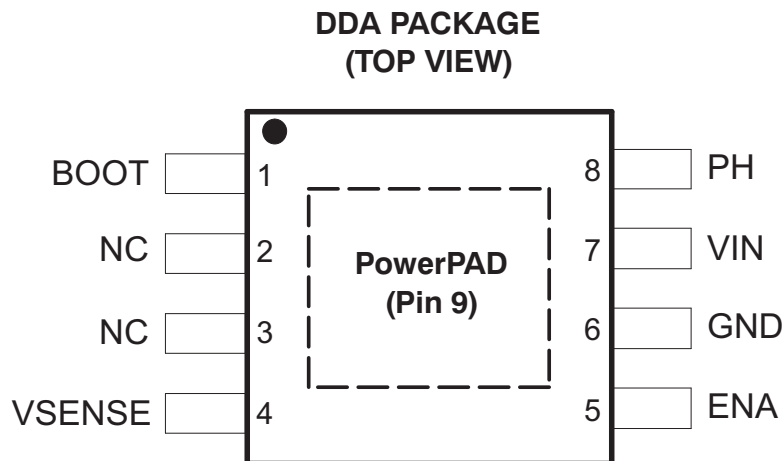 DDA PACKAGE
(TOP VIEW)
BOOT 1 8 PH
NC 2 7 VIN
PowerPAD
(Pin 9)
NC 3 6 GND
VSENSE 4 5 ENA